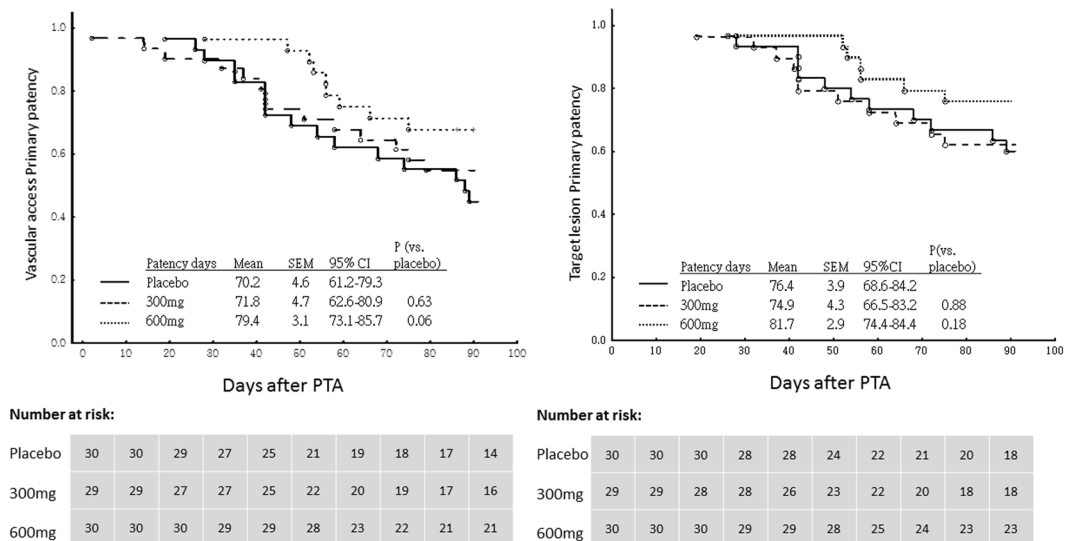 Vascular access Primary patency
1.0
0.8
0.6
0.4
0.2
0.0
P (vs.
Patency days Mean SEM 95% CI placebo)
Placebo 70.2 4.6 61.2-79.3
300mg 71.8 4.7 62.6-80.9 0.63
600mg 79.4 3.1 73.1-85.7 0.06
0 10 20 30 40 50 60 70 80 90 100
Days after PTA
Target lesion Primary patency
1.0
0.8
0.6
0.4
0.2
0.0
P(vs.
Patency days Mean SEM 95%CI placebo)
Placebo 76.4 3.9 68.6-84.2
300mg 74.9 4.3 66.5-83.2 0.88
600mg 81.7 2.9 74.4-84.4 0.18
0 10 20 30 40 50 60 70 80 90 100
Days after PTA
Number at risk:
Placebo 30 30 29 27 25 21 19 18 17 14
300mg 29 29 27 27 25 22 20 19 17 16
600mg 30 30 30 29 29 28 23 22 21 21
Number at risk:
Placebo 30 30 30 28 28 24 22 21 20 18
300mg 29 29 28 28 26 23 22 20 18 18
600mg 30 30 30 29 29 28 25 24 23 23